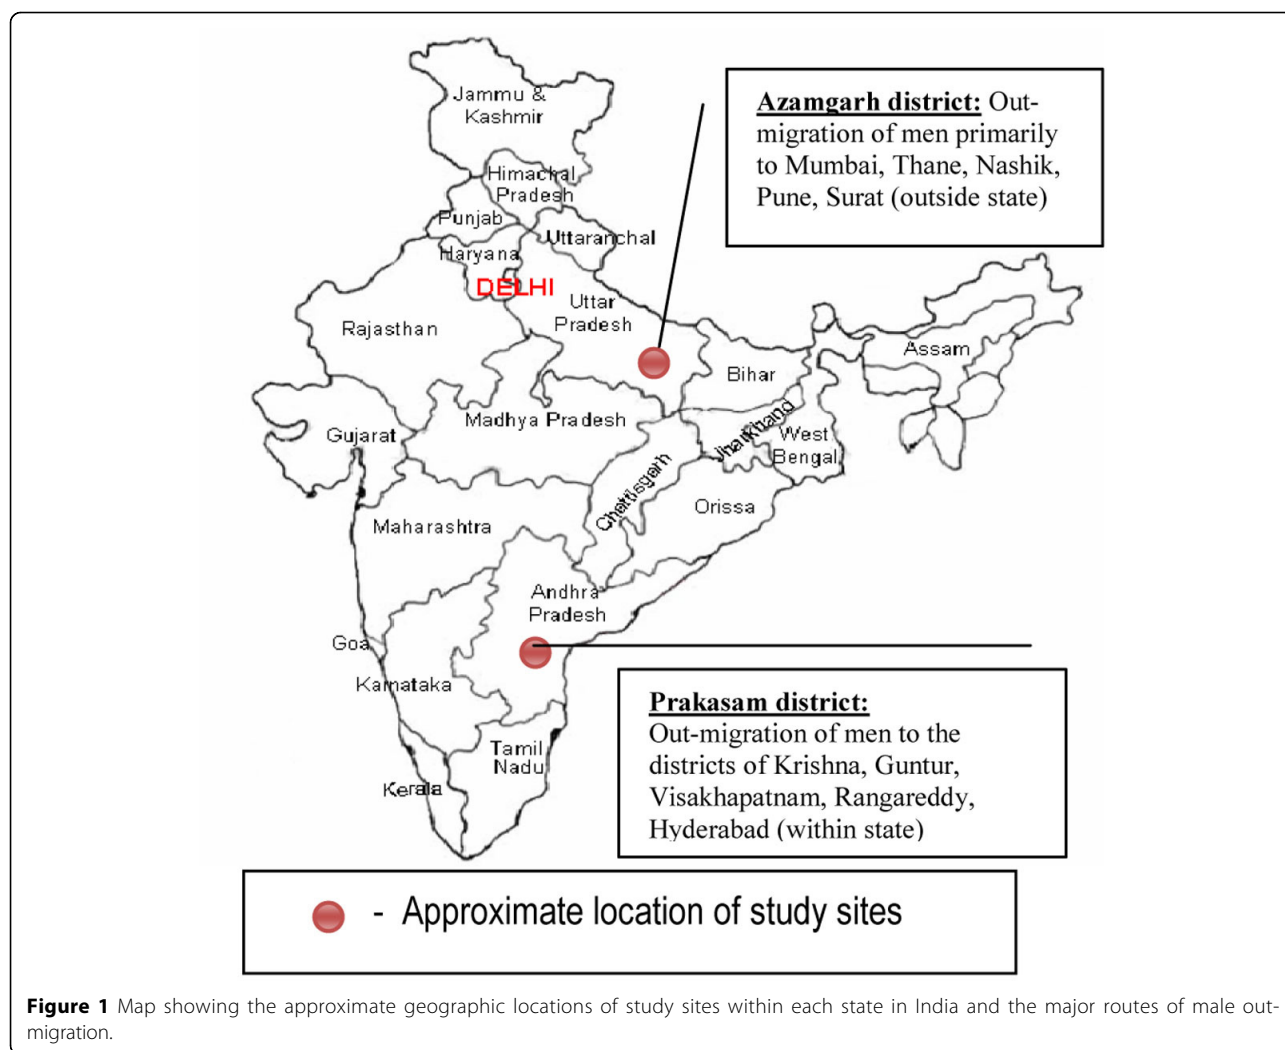 Jammu &
Kashmir
Himachal
Pradesh
Punjab
Uttaranchal
Haryana
DELHI
Uttar
Pradesh
Rajasthan
Assam
Bihar
Madhya Pradesh
Jharkhand
West
Bengal
Gujarat
Chattisgarh
Orissa
Maharashtra
Andhra
Pradesh
Goa
Karnataka
Tamil
Nadu
Kerala
Azamgarh district: Out-
migration of men primarily
to Mumbai, Thane, Nashik,
Pune, Surat (outside state)
Prakasam district:
Out-migration of men to the
districts of Krishna, Guntur,
Visakhapatnam, Rangareddy,
Hyderabad (within state)
- Approximate location of study sites
Figure 1 Map showing the approximate geographic locations of study sites within each state in India and the major routes of male out-
migration.